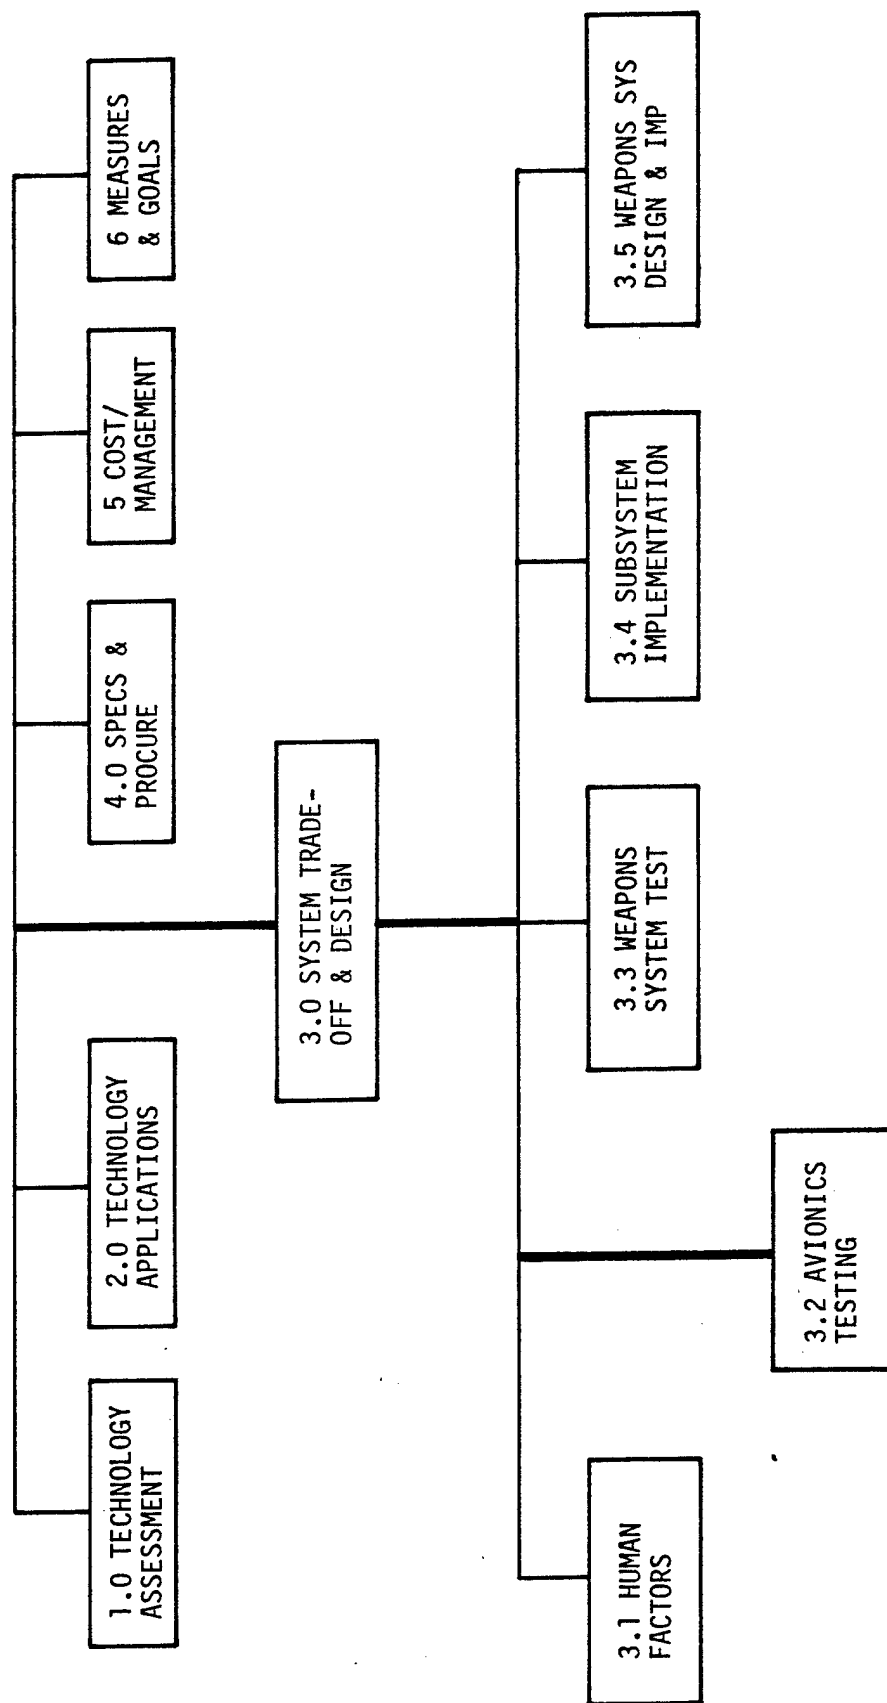 1.0 TECHNOLOGY
ASSESSMENT
2.0 TECHNOLOGY
APPLICATIONS
4.0 SPECS &
PROCURE
5 COST/
MANAGEMENT
6 MEASURES
& GOALS
3.0 SYSTEM TRADE-
OFF & DESIGN
3.1 HUMAN
FACTORS
3.2 AVIONICS
TESTING
3.3 WEAPONS
SYSTEM TEST
3.4 SUBSYSTEM
IMPLEMENTATION
3.5 WEAPONS SYS
DESIGN & IMP